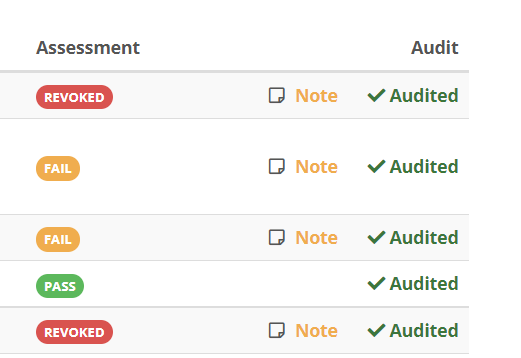 Assessment Audit
REVOKED Note Audited
FAIL Note Audited
FAIL Note Audited
PASS Audited
REVOKED Note Audited